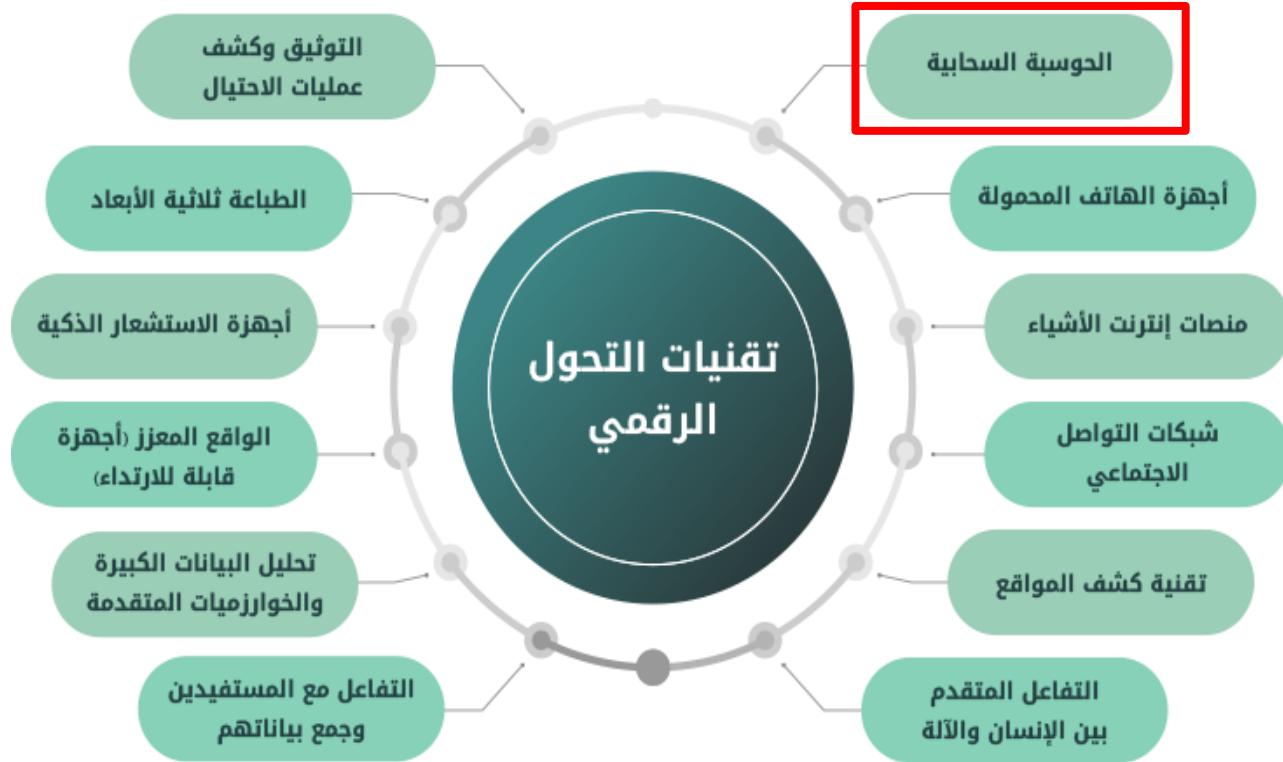 تقنيات التحول
الرقمي
الحوسبة السحابية
أجهزة الهاتف المحمولة
منصات إنترنت الأشياء
شبكات التواصل
الاجتماعي
تقنية كشف المواقع
التفاعل المتقدم
بين الإنسان والآلة
التوثيق وكشف
عمليات الاحتيال
الطباعة ثلاثية الأبعاد
أجهزة الاستشعار الذكية
الواقع المعزز (أجهزة
قابلة للارتداء)
تحليل البيانات الكبيرة
والخوارزميات المتقدمة
التفاعل مع المستفيدين
وجمع بياناتهم